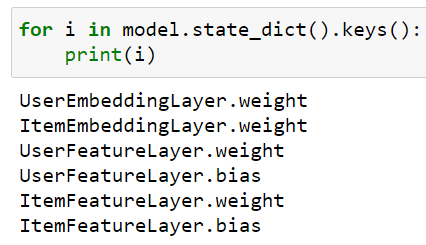 for i in model.state_dict().keys():
    print(i)
UserEmbeddingLayer.weight
ItemEmbeddingLayer.weight
UserFeatureLayer.weight
UserFeatureLayer.bias
ItemFeatureLayer.weight
ItemFeatureLayer.bias